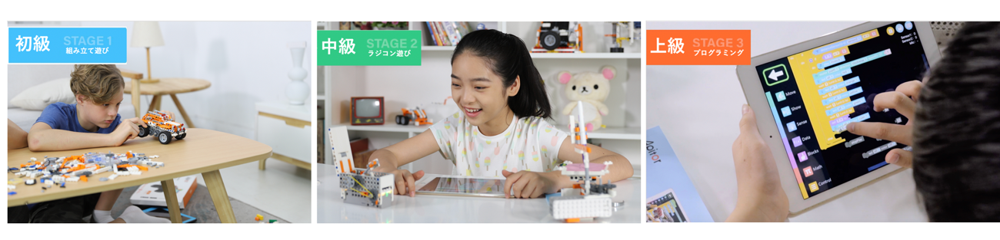 初級
STAGE 1
組み立て遊び
中級
STAGE 2
ラジコン遊び
上級
STAGE 3
プログラミング
Move
Show
Sense
Data
Blocks
Math
Control
Apitor